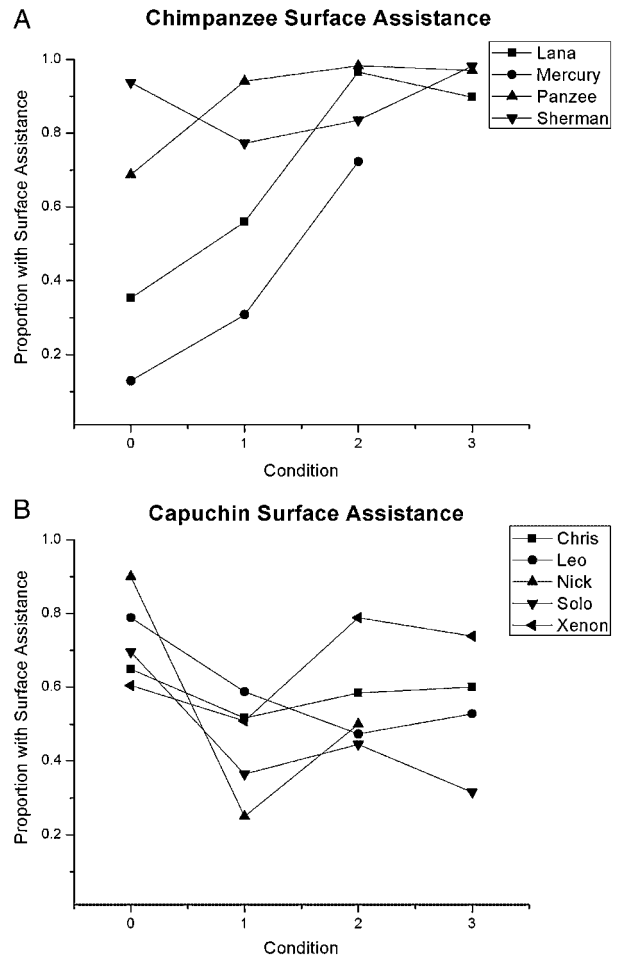 A
Chimpanzee Surface Assistance
Proportion with Surface Assistance
1.0
0.8
0.6
0.4
0.2
0
1
2
3
Condition
Lana
Mercury
Panzee
Sherman
B
Capuchin Surface Assistance
Proportion with Surface Assistance
1.0
0.8
0.6
0.4
0.2
0
1
2
3
Condition
Chris
Leo
Nick
Solo
Xenon